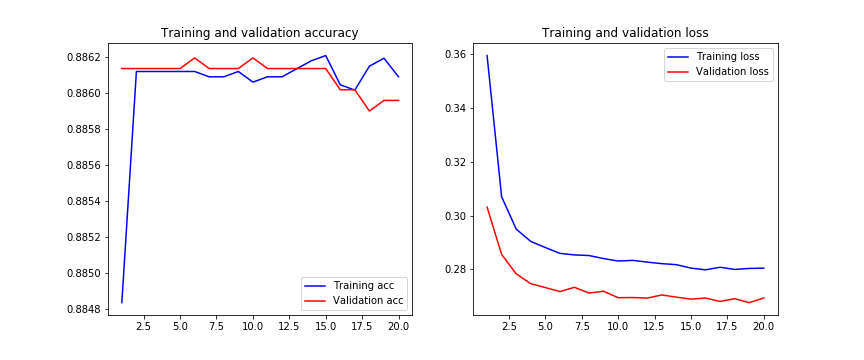 Training and validation accuracy
0.8862
0.8860
0.8858
0.8856
0.8854
0.8852
0.8850
0.8848
Training acc
Validation acc
2.5 5.0 7.5 10.0 12.5 15.0 17.5 20.0
Training and validation loss
0.36
0.34
0.32
0.30
0.28
Training loss
Validation loss
2.5 5.0 7.5 10.0 12.5 15.0 17.5 20.0